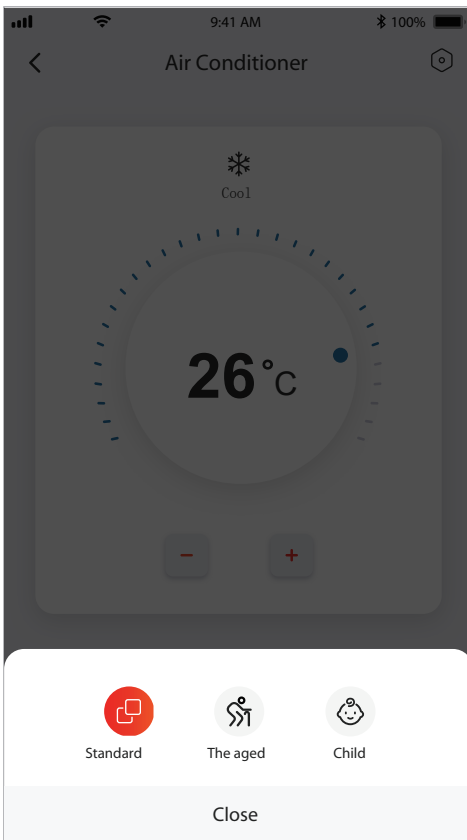 9:41 AM
100%
Air Conditioner
Cool
26°C
−
+
Standard
The aged
Child
Close